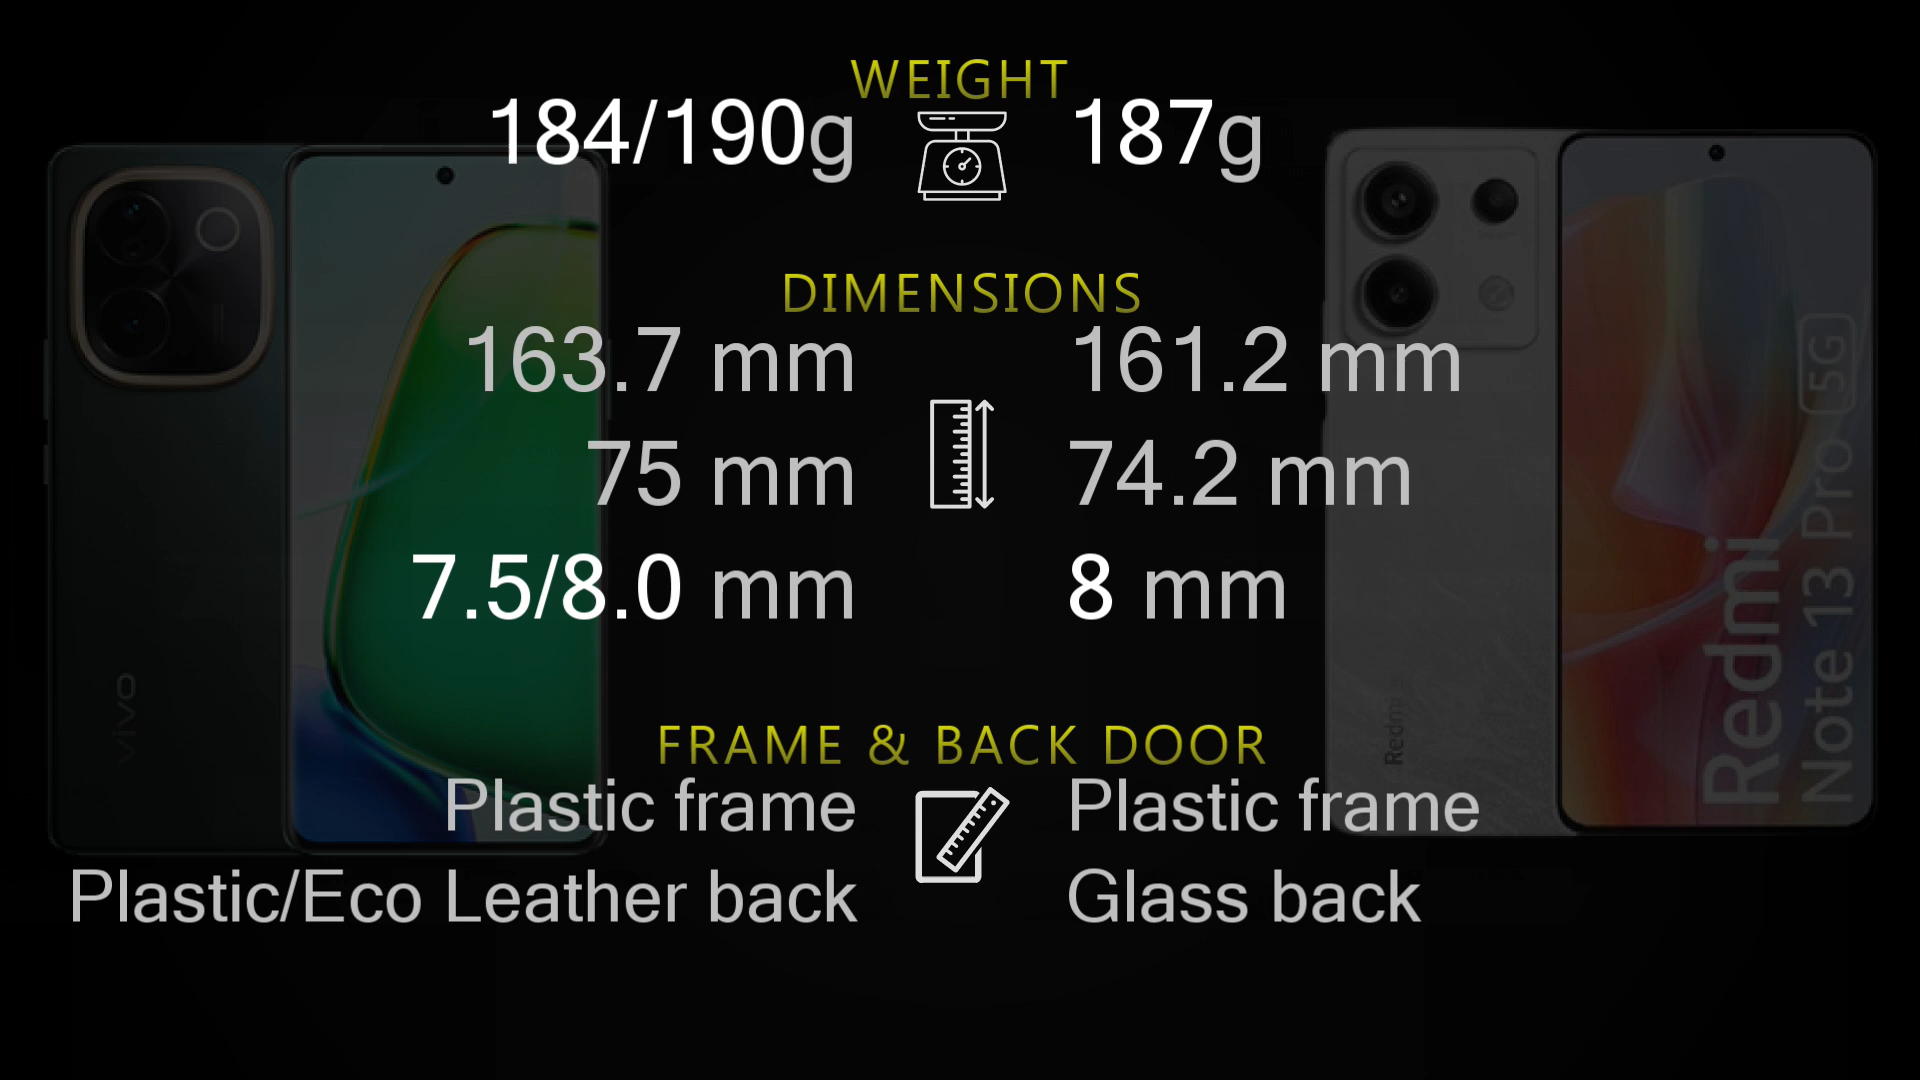 WEIGHT
184/190g 187g
DIMENSIONS
163.7 mm 161.2 mm
75 mm 74.2 mm
7.5/8.0 mm 8 mm
FRAME & BACK DOOR
Plastic frame Plastic frame
Plastic/Eco Leather back Glass back
vivo
Redmi
Redmi
Note 13 Pro 5G